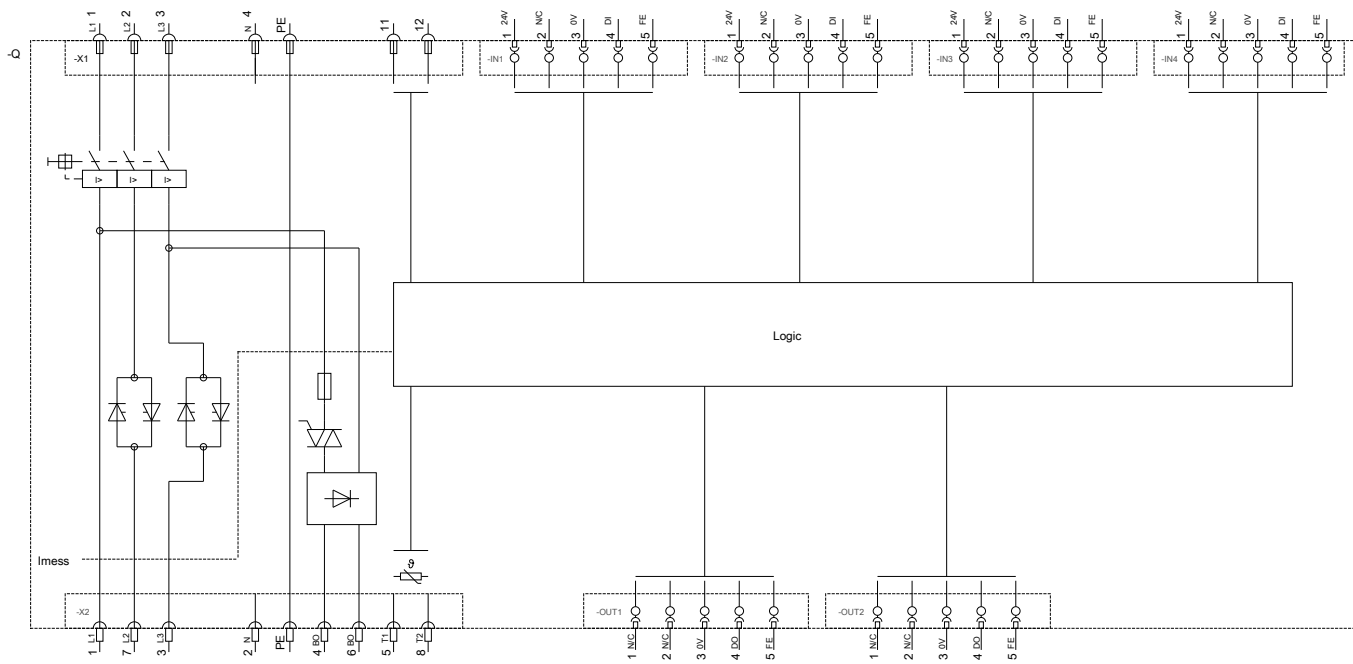 -Q
L1 1
L2 2
L3 3
N 4
PE
11
12
-X1
24V 1
N/C 2
0V 3
DI 4
FE 5
-IN1
24V 1
N/C 2
0V 3
DI 4
FE 5
-IN2
24V 1
N/C 2
0V 3
DI 4
FE 5
-IN3
24V 1
N/C 2
0V 3
DI 4
FE 5
-IN4
I>
I>
I>
Logic
Imess
ϑ
-X2
1 L1
7 L2
3 L3
2 N
PE
4 BO
6 BO
5 T1
8 T2
-OUT1
1 N/C
2 N/C
3 0V
4 DO
5 FE
-OUT2
1 N/C
2 N/C
3 0V
4 DO
5 FE